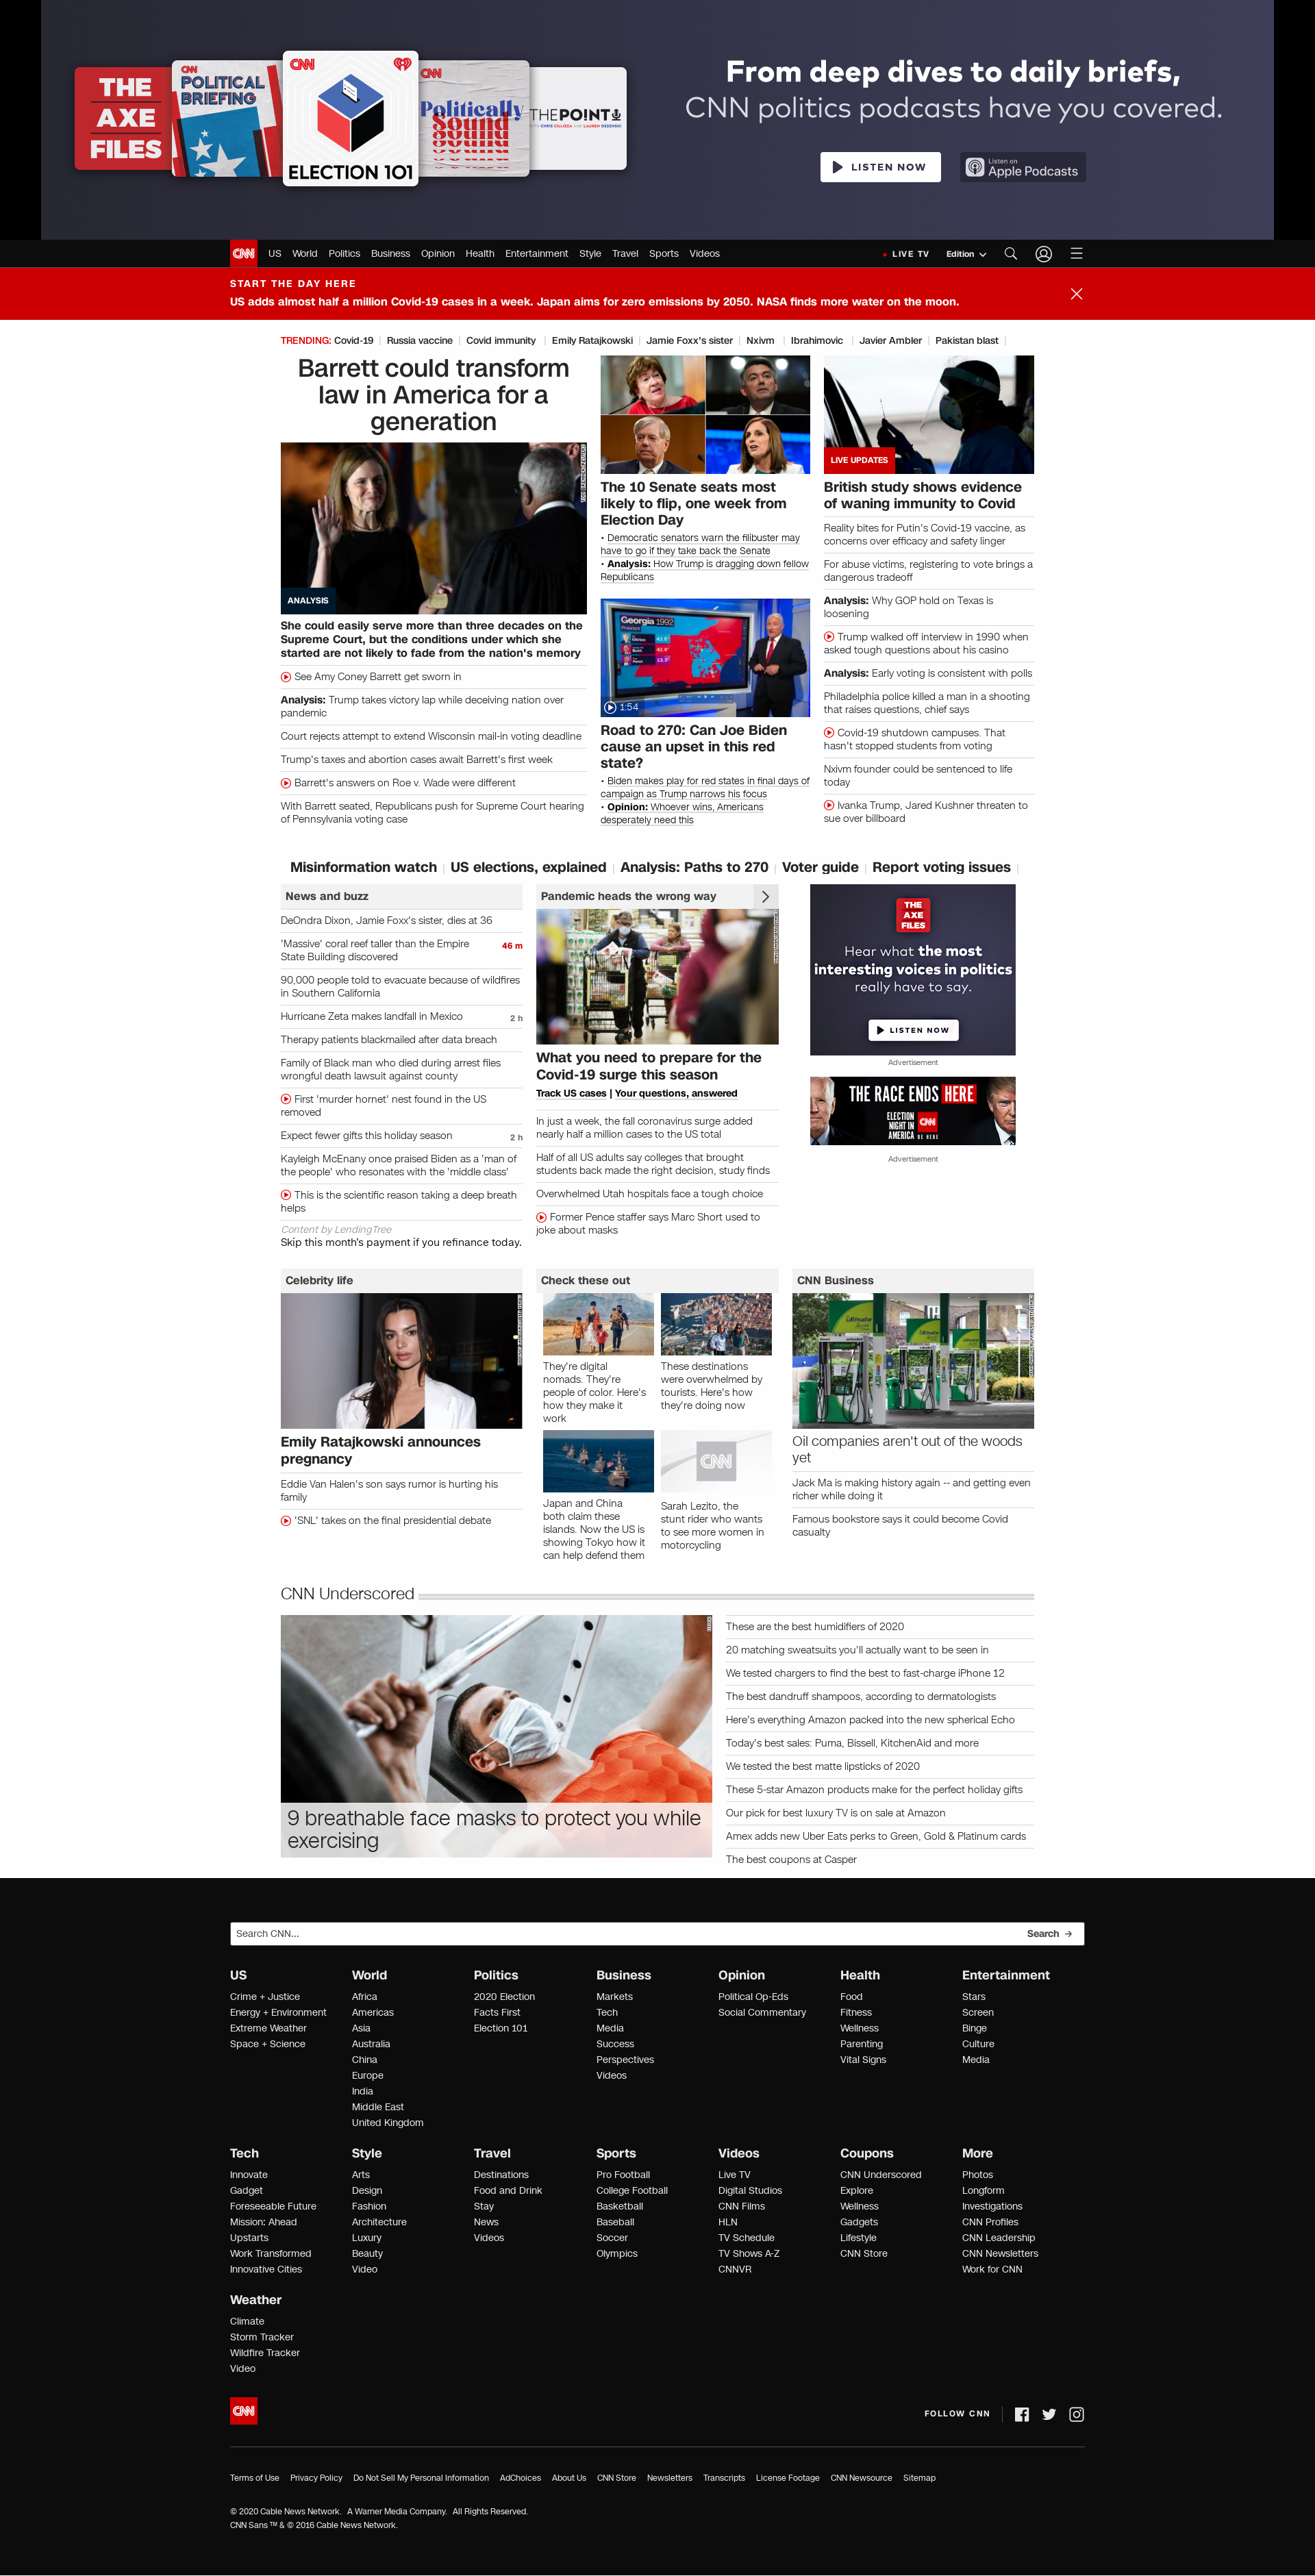 THE
AXE
FILES
CNN
POLITICAL
BRIEFING
CNN
ELECTION 101
CNN
Politically
Sound
THE PO!NT
WITH CHRIS CILLIZZA AND LAUREN DEZENSKI
From deep dives to daily briefs,
CNN politics podcasts have you covered.
LISTEN NOW
Listen on
Apple Podcasts
CNN US World Politics Business Opinion Health Entertainment Style Travel Sports Videos LIVE TV Edition
START THE DAY HERE
US adds almost half a million Covid-19 cases in a week. Japan aims for zero emissions by 2050. NASA finds more water on the moon.
TRENDING: Covid-19 | Russia vaccine | Covid immunity | Emily Ratajkowski | Jamie Foxx's sister | Nxivm | Ibrahimovic | Javier Ambler | Pakistan blast |
Barrett could transform
law in America for a
generation
ANALYSIS
She could easily serve more than three decades on the
Supreme Court, but the conditions under which she
started are not likely to fade from the nation's memory
See Amy Coney Barrett get sworn in
Analysis: Trump takes victory lap while deceiving nation over
pandemic
Court rejects attempt to extend Wisconsin mail-in voting deadline
Trump's taxes and abortion cases await Barrett's first week
Barrett's answers on Roe v. Wade were different
With Barrett seated, Republicans push for Supreme Court hearing
of Pennsylvania voting case
The 10 Senate seats most
likely to flip, one week from
Election Day
• Democratic senators warn the filibuster may
have to go if they take back the Senate
• Analysis: How Trump is dragging down fellow
Republicans
Georgia 1992
1:54
Road to 270: Can Joe Biden
cause an upset in this red
state?
• Biden makes play for red states in final days of
campaign as Trump narrows his focus
• Opinion: Whoever wins, Americans
desperately need this
LIVE UPDATES
British study shows evidence
of waning immunity to Covid
Reality bites for Putin's Covid-19 vaccine, as
concerns over efficacy and safety linger
For abuse victims, registering to vote brings a
dangerous tradeoff
Analysis: Why GOP hold on Texas is
loosening
Trump walked off interview in 1990 when
asked tough questions about his casino
Analysis: Early voting is consistent with polls
Philadelphia police killed a man in a shooting
that raises questions, chief says
Covid-19 shutdown campuses. That
hasn't stopped students from voting
Nxivm founder could be sentenced to life
today
Ivanka Trump, Jared Kushner threaten to
sue over billboard
Misinformation watch | US elections, explained | Analysis: Paths to 270 | Voter guide | Report voting issues |
News and buzz
DeOndra Dixon, Jamie Foxx's sister, dies at 36
'Massive' coral reef taller than the Empire
State Building discovered
46 m
90,000 people told to evacuate because of wildfires
in Southern California
Hurricane Zeta makes landfall in Mexico
2 h
Therapy patients blackmailed after data breach
Family of Black man who died during arrest files
wrongful death lawsuit against county
First 'murder hornet' nest found in the US
removed
Expect fewer gifts this holiday season
2 h
Kayleigh McEnany once praised Biden as a 'man of
the people' who resonates with the 'middle class'
This is the scientific reason taking a deep breath
helps
Content by LendingTree
Skip this month's payment if you refinance today.
Pandemic heads the wrong way
What you need to prepare for the
Covid-19 surge this season
Track US cases | Your questions, answered
In just a week, the fall coronavirus surge added
nearly half a million cases to the US total
Half of all US adults say colleges that brought
students back made the right decision, study finds
Overwhelmed Utah hospitals face a tough choice
Former Pence staffer says Marc Short used to
joke about masks
THE
AXE
FILES
Hear what the most
interesting voices in politics
really have to say.
LISTEN NOW
Advertisement
THE RACE ENDS HERE
ELECTION
NIGHT IN
AMERICA
CNN
BE HERE
Advertisement
Celebrity life
Emily Ratajkowski announces
pregnancy
Eddie Van Halen's son says rumor is hurting his
family
'SNL' takes on the final presidential debate
Check these out
They're digital
nomads. They're
people of color. Here's
how they make it
work
These destinations
were overwhelmed by
tourists. Here's how
they're doing now
Japan and China
both claim these
islands. Now the US is
showing Tokyo how it
can help defend them
CNN
Sarah Lezito, the
stunt rider who wants
to see more women in
motorcycling
CNN Business
ultimate
Oil companies aren't out of the woods
yet
Jack Ma is making history again -- and getting even
richer while doing it
Famous bookstore says it could become Covid
casualty
CNN Underscored
9 breathable face masks to protect you while
exercising
These are the best humidifiers of 2020
20 matching sweatsuits you'll actually want to be seen in
We tested chargers to find the best to fast-charge iPhone 12
The best dandruff shampoos, according to dermatologists
Here's everything Amazon packed into the new spherical Echo
Today's best sales: Puma, Bissell, KitchenAid and more
We tested the best matte lipsticks of 2020
These 5-star Amazon products make for the perfect holiday gifts
Our pick for best luxury TV is on sale at Amazon
Amex adds new Uber Eats perks to Green, Gold & Platinum cards
The best coupons at Casper
Search CNN...
Search →
US
Crime + Justice
Energy + Environment
Extreme Weather
Space + Science
World
Africa
Americas
Asia
Australia
China
Europe
India
Middle East
United Kingdom
Politics
2020 Election
Facts First
Election 101
Business
Markets
Tech
Media
Success
Perspectives
Videos
Opinion
Political Op-Eds
Social Commentary
Health
Food
Fitness
Wellness
Parenting
Vital Signs
Entertainment
Stars
Screen
Binge
Culture
Media
Tech
Innovate
Gadget
Foreseeable Future
Mission: Ahead
Upstarts
Work Transformed
Innovative Cities
Style
Arts
Design
Fashion
Architecture
Luxury
Beauty
Video
Travel
Destinations
Food and Drink
Stay
News
Videos
Sports
Pro Football
College Football
Basketball
Baseball
Soccer
Olympics
Videos
Live TV
Digital Studios
CNN Films
HLN
TV Schedule
TV Shows A-Z
CNNVR
Coupons
CNN Underscored
Explore
Wellness
Gadgets
Lifestyle
CNN Store
More
Photos
Longform
Investigations
CNN Profiles
CNN Leadership
CNN Newsletters
Work for CNN
Weather
Climate
Storm Tracker
Wildfire Tracker
Video
CNN
FOLLOW CNN
Terms of Use Privacy Policy Do Not Sell My Personal Information AdChoices About Us CNN Store Newsletters Transcripts License Footage CNN Newsource Sitemap
© 2020 Cable News Network. A Warner Media Company. All Rights Reserved.
CNN Sans ™ & © 2016 Cable News Network.